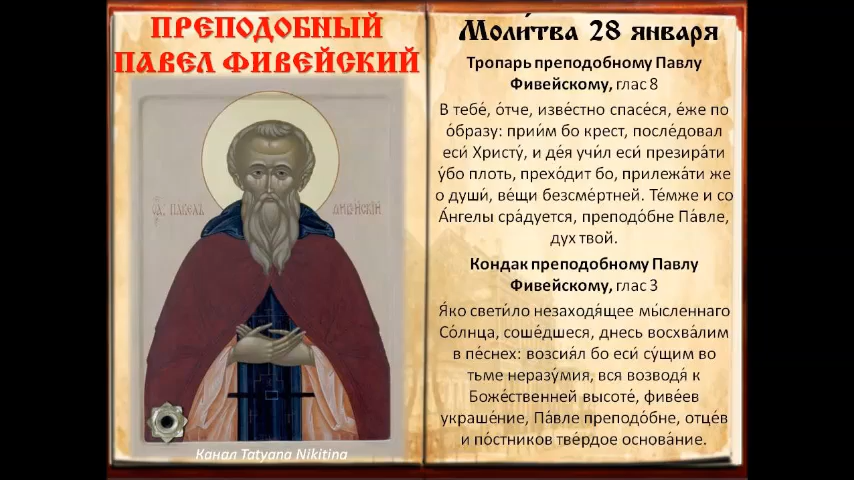 ПРЕПОДОБНЫЙ
ПАВЕЛ ФИВЕЙСКИЙ
ПАВЕЛЪ
ѲИВЕЙСКІЙ
Канал Tatyana Nikitina
Моли́тва 28 января
Тропарь преподобному Павлу
Фивейскому, глас 8
В тебе́, о́тче, изве́стно спасе́ся, е́же по
о́бразу: прии́м бо крест, после́довал
еси́ Христу́, и де́я учи́л еси́ презира́ти
у́бо плоть, прехо́дит бо, прилежа́ти же
о души́, ве́щи безсме́ртней. Те́мже и со
А́нгелы сра́дуется, преподо́бне Па́вле,
дух твой.
Кондак преподобному Павлу
Фивейскому, глас 3
Я́ко свети́ло незаходя́щее мы́сленнаго
Со́лнца, соше́дшеся, днесь восхва́лим
в пе́снех: возсия́л бо еси́ су́щим во
тьме неразу́мия, вся возводя́ к
Боже́ственней высоте́, фиве́ев
украше́ние, Па́вле преподо́бне, отце́в
и по́стников тве́рдое основа́ние.